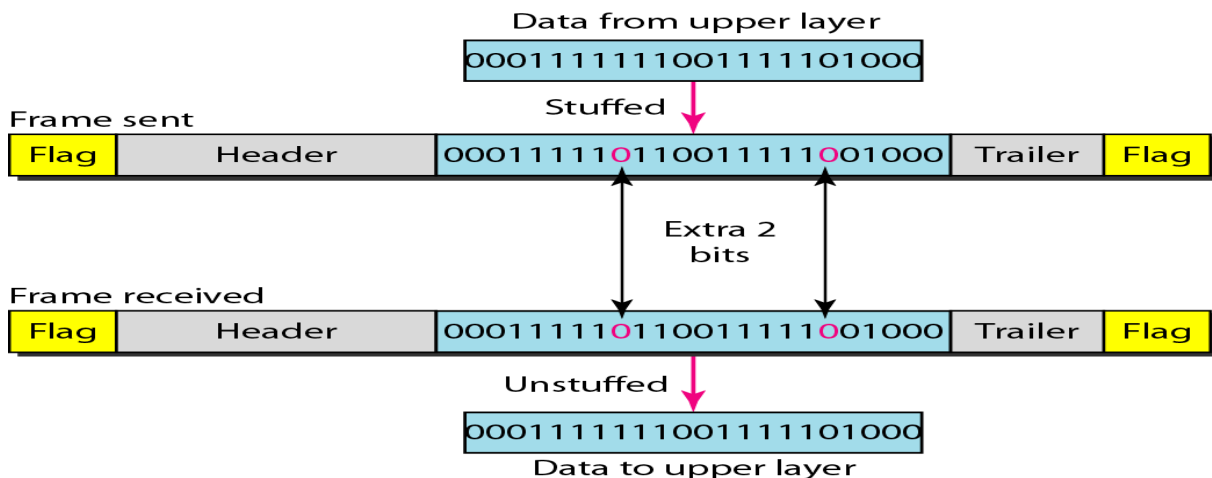 Data from upper layer
0001111111001111101000
Stuffed
Frame sent
Flag Header 000111110110011111001000 Trailer Flag
Extra 2
bits
Frame received
Flag Header 000111110110011111001000 Trailer Flag
Unstuffed
0001111111001111101000
Data to upper layer